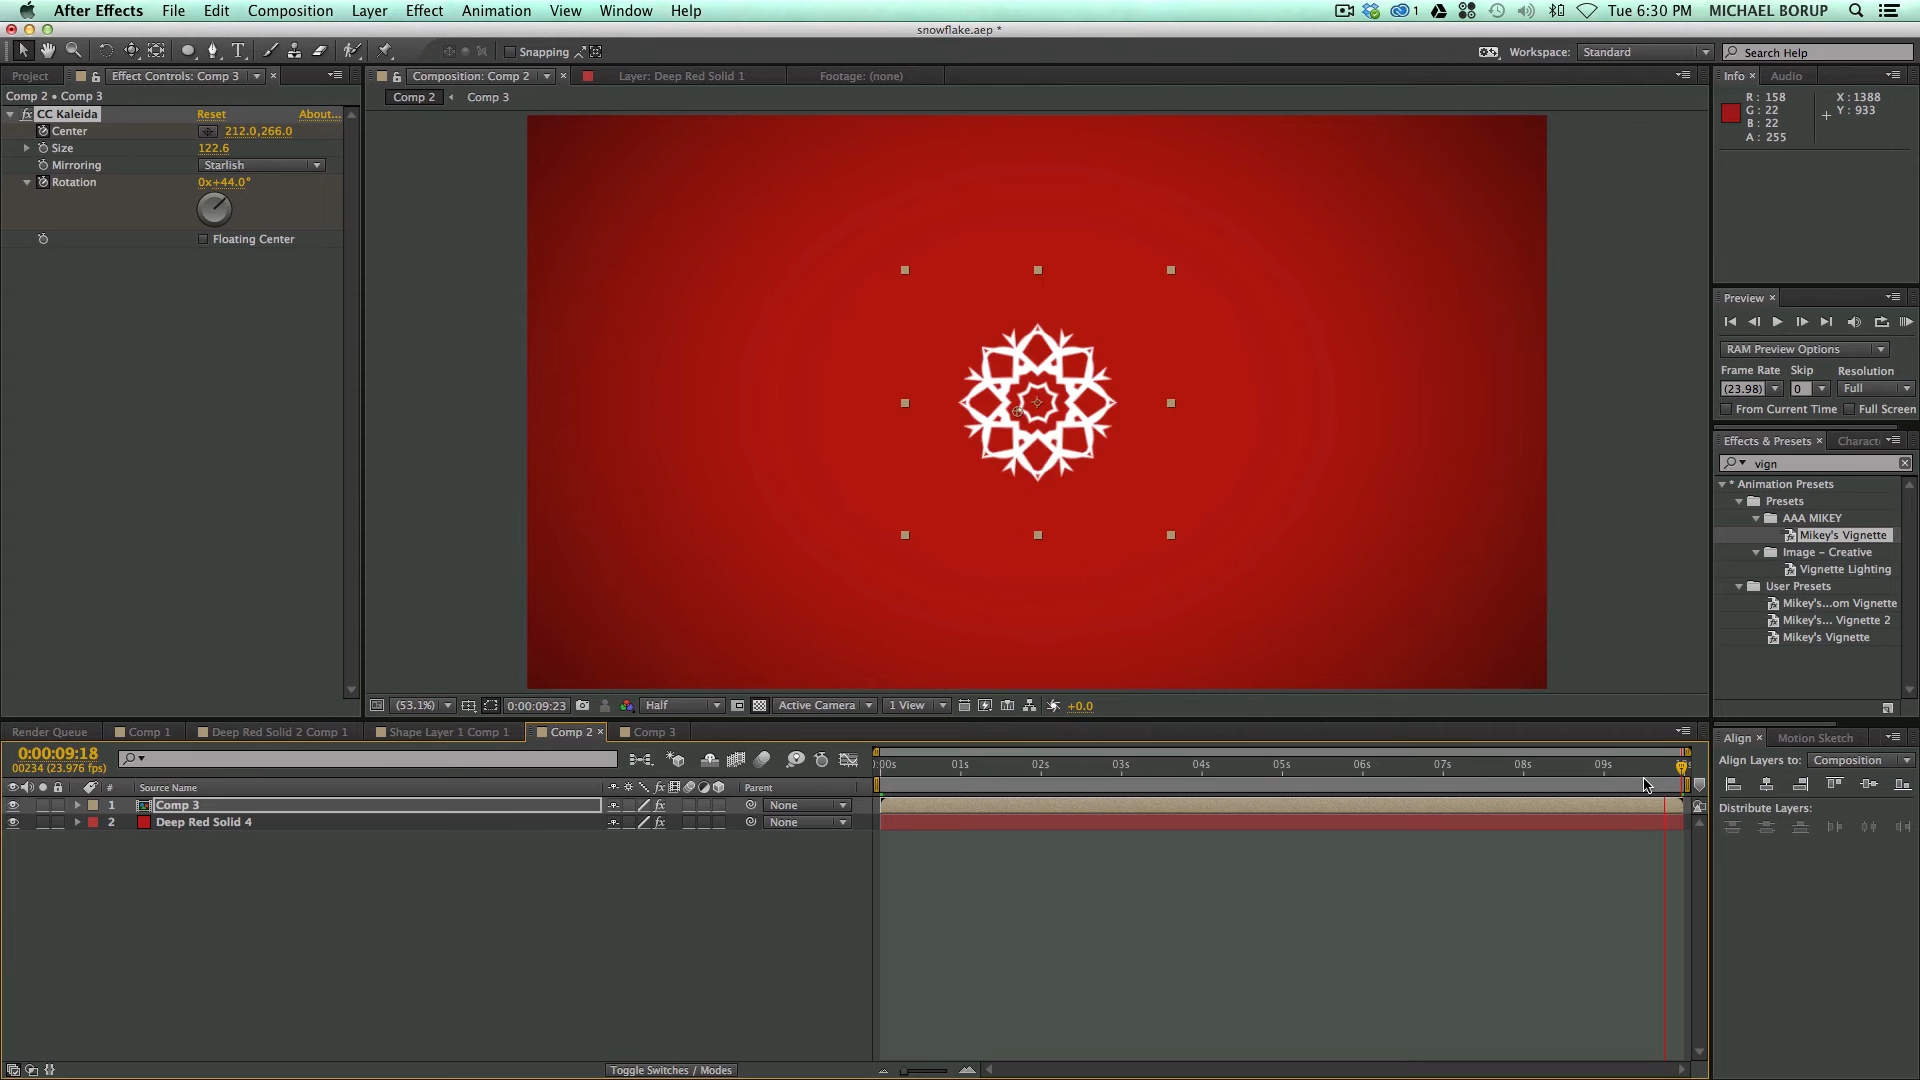 After Effects File Edit Composition Layer Effect Animation View Window Help 1 Tue 6:30 PM MICHAEL BORUP
snowflake.aep *
Snapping Workspace: Standard Search Help
Project Effect Controls: Comp 3 × Composition: Comp 2 × Layer: Deep Red Solid 1 Footage: (none) Info × Audio
Comp 2 • Comp 3
Comp 2 Comp 3
R: 158 X: 1388
G: 22 Y: 933
B: 22
A: 255
fx CC Kaleida Reset About...
Center 212.0,266.0
Size 122.6
Mirroring Starlish
Rotation 0x+44.0°
Floating Center
Preview ×
RAM Preview Options
Frame Rate Skip Resolution
(23.98) 0 Full
From Current Time Full Screen
Effects & Presets × Charact
vign
* Animation Presets
Presets
AAA MIKEY
Mikey's Vignette
Image – Creative
Vignette Lighting
User Presets
Mikey's...om Vignette
Mikey's... Vignette 2
Mikey's Vignette
(53.1%) 0:00:09:23 Half Active Camera 1 View +0.0
Render Queue Comp 1 Deep Red Solid 2 Comp 1 Shape Layer 1 Comp 1 Comp 2 × Comp 3
Align × Motion Sketch
0:00:09:18
00234 (23.976 fps)
:00s 01s 02s 03s 04s 05s 06s 07s 08s 09s
Align Layers to: Composition
# Source Name fx Parent
1 Comp 3 fx None
2 Deep Red Solid 4 fx None
Distribute Layers:
Toggle Switches / Modes